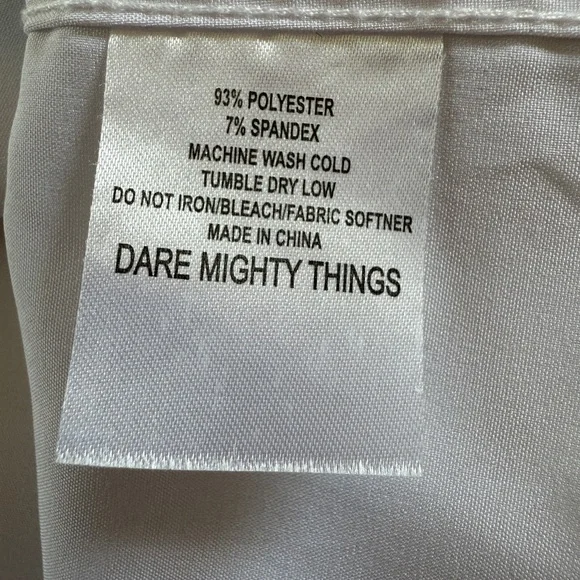 93% POLYESTER
7% SPANDEX
MACHINE WASH COLD
TUMBLE DRY LOW
DO NOT IRON/BLEACH/FABRIC SOFTNER
MADE IN CHINA
DARE MIGHTY THINGS